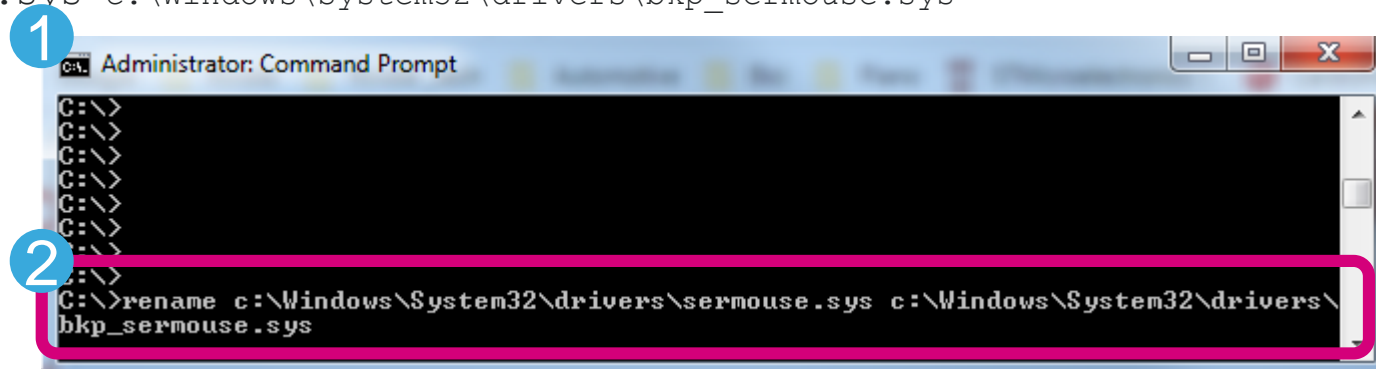 .sys c:\Windows\System32\drivers\bkp_sermouse.sys
1
Administrator: Command Prompt
C:\>
C:\>
C:\>
C:\>
C:\>
C:\>
C:\>
2
C:\>
C:\>rename c:\Windows\System32\drivers\sermouse.sys c:\Windows\System32\drivers\
bkp_sermouse.sys